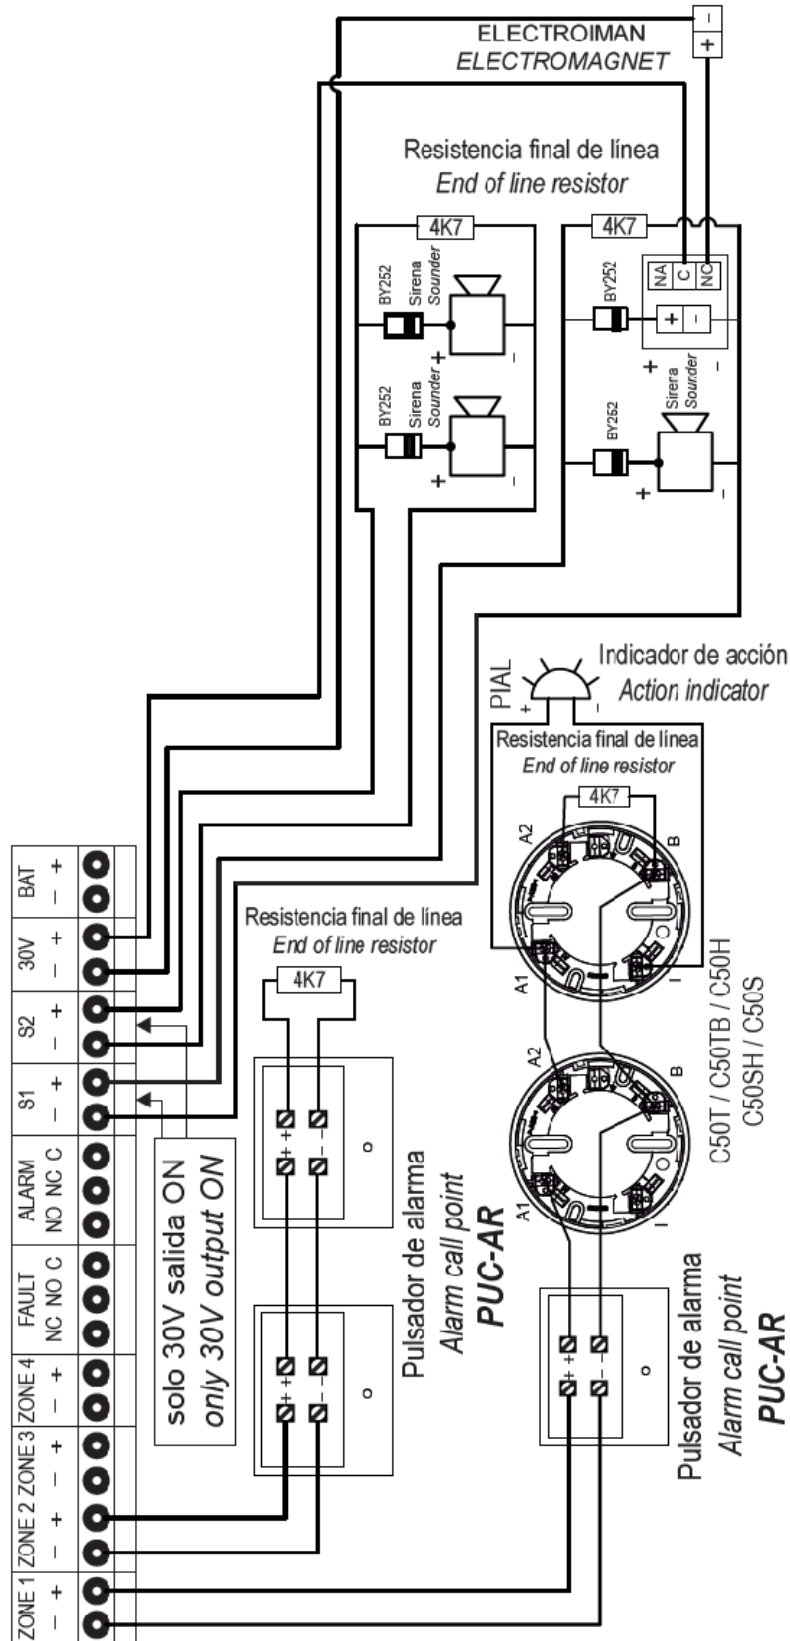 ELECTROIMAN
ELECTROMAGNET
-
+
Resistencia final de línea
End of line resistor
4K7
4K7
BY252
Sirena
Sounder
+
-
BY252
Sirena
Sounder
+
-
BY252
NA
C
NC
+
-
+
-
BY252
Sirena
Sounder
+
-
PIAL
+
-
Indicador de acción
Action indicator
Resistencia final de línea
End of line resistor
4K7
A2
B
A1
I
A2
B
A1
I
C50T / C50TB / C50H
C50SH / C50S
Resistencia final de línea
End of line resistor
4K7
+ +
- -
+ +
- -
Pulsador de alarma
Alarm call point
PUC-AR
+ +
- -
Pulsador de alarma
Alarm call point
PUC-AR
solo 30V salida ON
only 30V output ON
BAT
- +
30V
- +
S2
- +
S1
- +
ALARM
NO NC C
FAULT
NC NO C
ZONE 4
- +
ZONE 3
- +
ZONE 2
- +
ZONE 1
- +